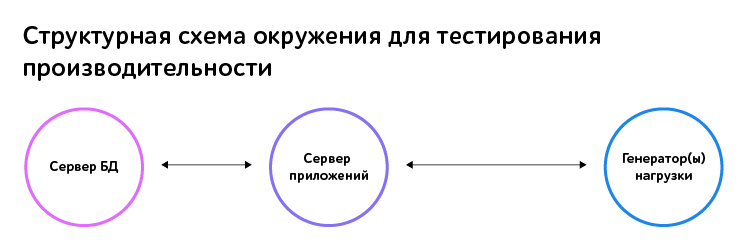 Структурная схема окружения для тестирования
производительности
Сервер БД
Сервер
приложений
Генератор(ы)
нагрузки